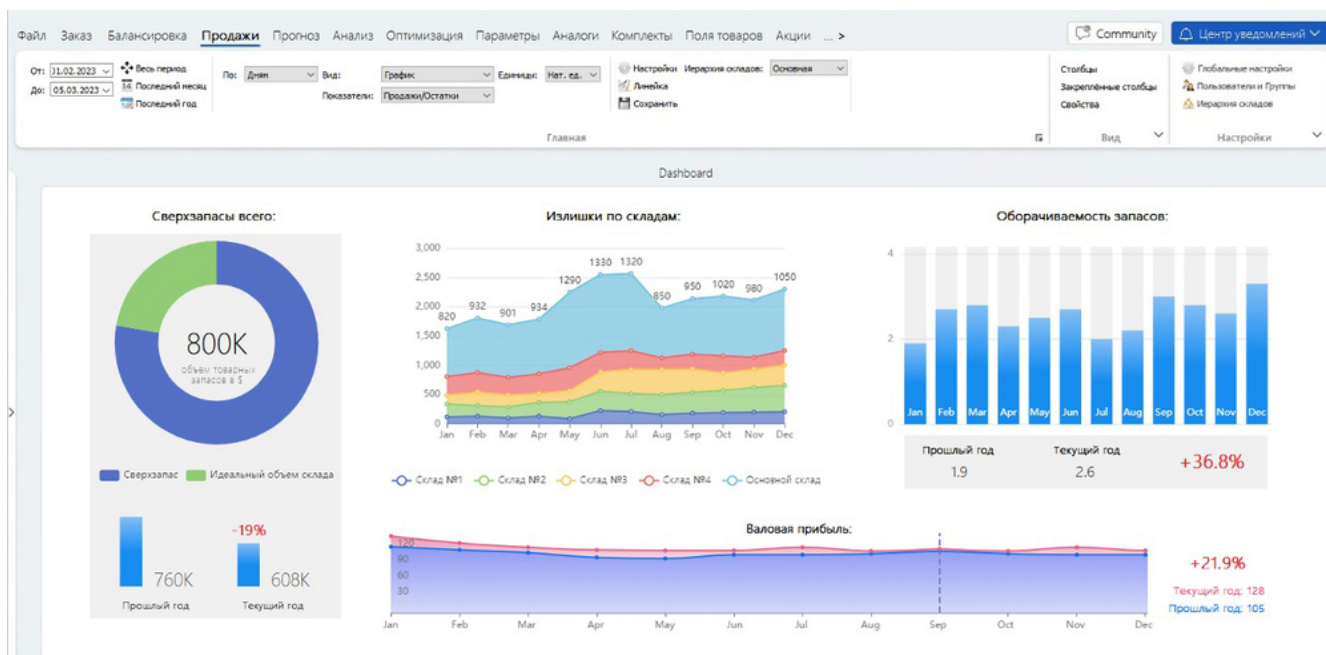 Файл Заказ Балансировка Продажи Прогноз Анализ Оптимизация Параметры Аналоги Комплекты Поля товаров Акции ... > Community Центр уведомлений
От: 01.02.2023 Весь период По: Дням Вид: График Единицы: Нат. ед. Настройки Иерархия складов: Основная Столбцы Глобальные настройки
До: 05.03.2023 14 Последний месяц Показатели: Продажи/Остатки Линейка Закреплённые столбцы Пользователи и Группы
Последний год Сохранить Свойства Иерархия складов
Главная Вид Настройки
Dashboard
Сверхзапасы всего:
800K
объем товарных
запасов в $
Сверхзапас Идеальный объем склада
-19%
760K 608K
Прошлый год Текущий год
Излишки по складам:
3,000
2,500
2,000
1,500
1,000
500
0
820 932 901 934 1290 1330 1320 850 950 1020 980 1050
Jan Feb Mar Apr May Jun Jul Aug Sep Oct Nov Dec
Склад №1 Склад №2 Склад №3 Склад №4 Основной склад
Оборачиваемость запасов:
4
2
0
Jan Feb Mar Apr May Jun Jul Aug Sep Oct Nov Dec
Прошлый год Текущий год
1.9 2.6 +36.8%
Валовая прибыль:
120
90
60
30
Jan Feb Mar Apr May Jun Jul Aug Sep Oct Nov Dec
+21.9%
Текущий год: 128
Прошлый год: 105